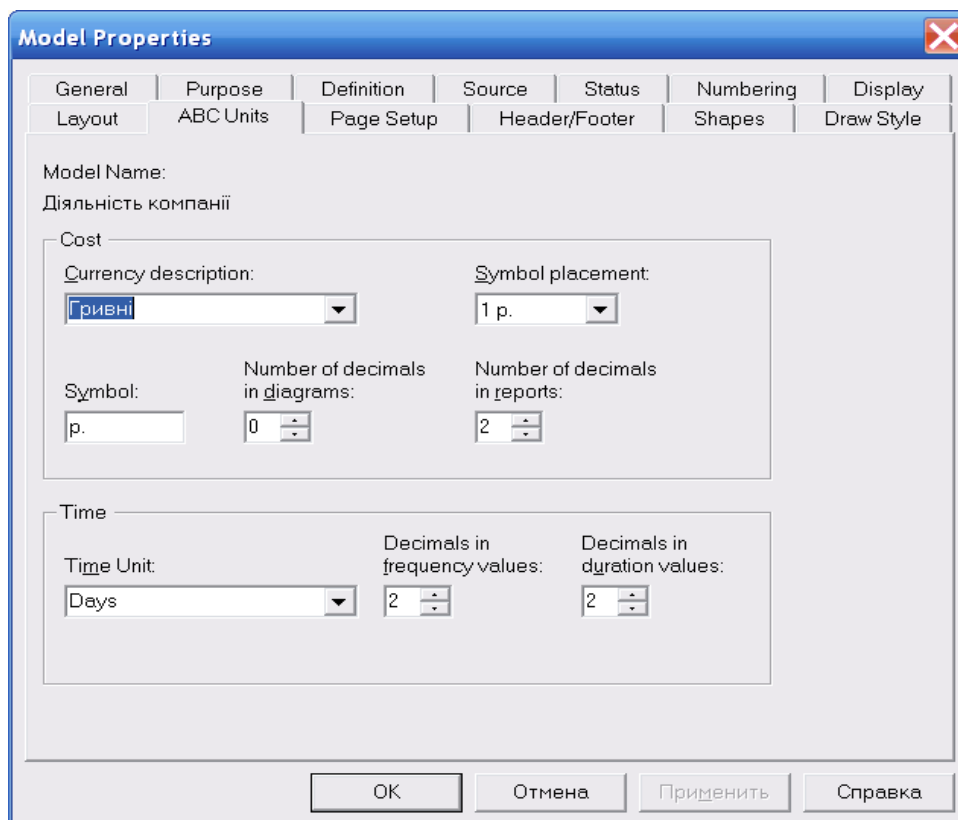 Model Properties
General Purpose Definition Source Status Numbering Display
Layout ABC Units Page Setup Header/Footer Shapes Draw Style
Model Name:
Діяльність компанії
Cost
Currency description: Symbol placement:
Гривні 1 р.
Symbol: Number of decimals in diagrams: Number of decimals in reports:
р. 0 2
Time
Time Unit: Decimals in frequency values: Decimals in duration values:
Days 2 2
OK Отмена Применить Справка